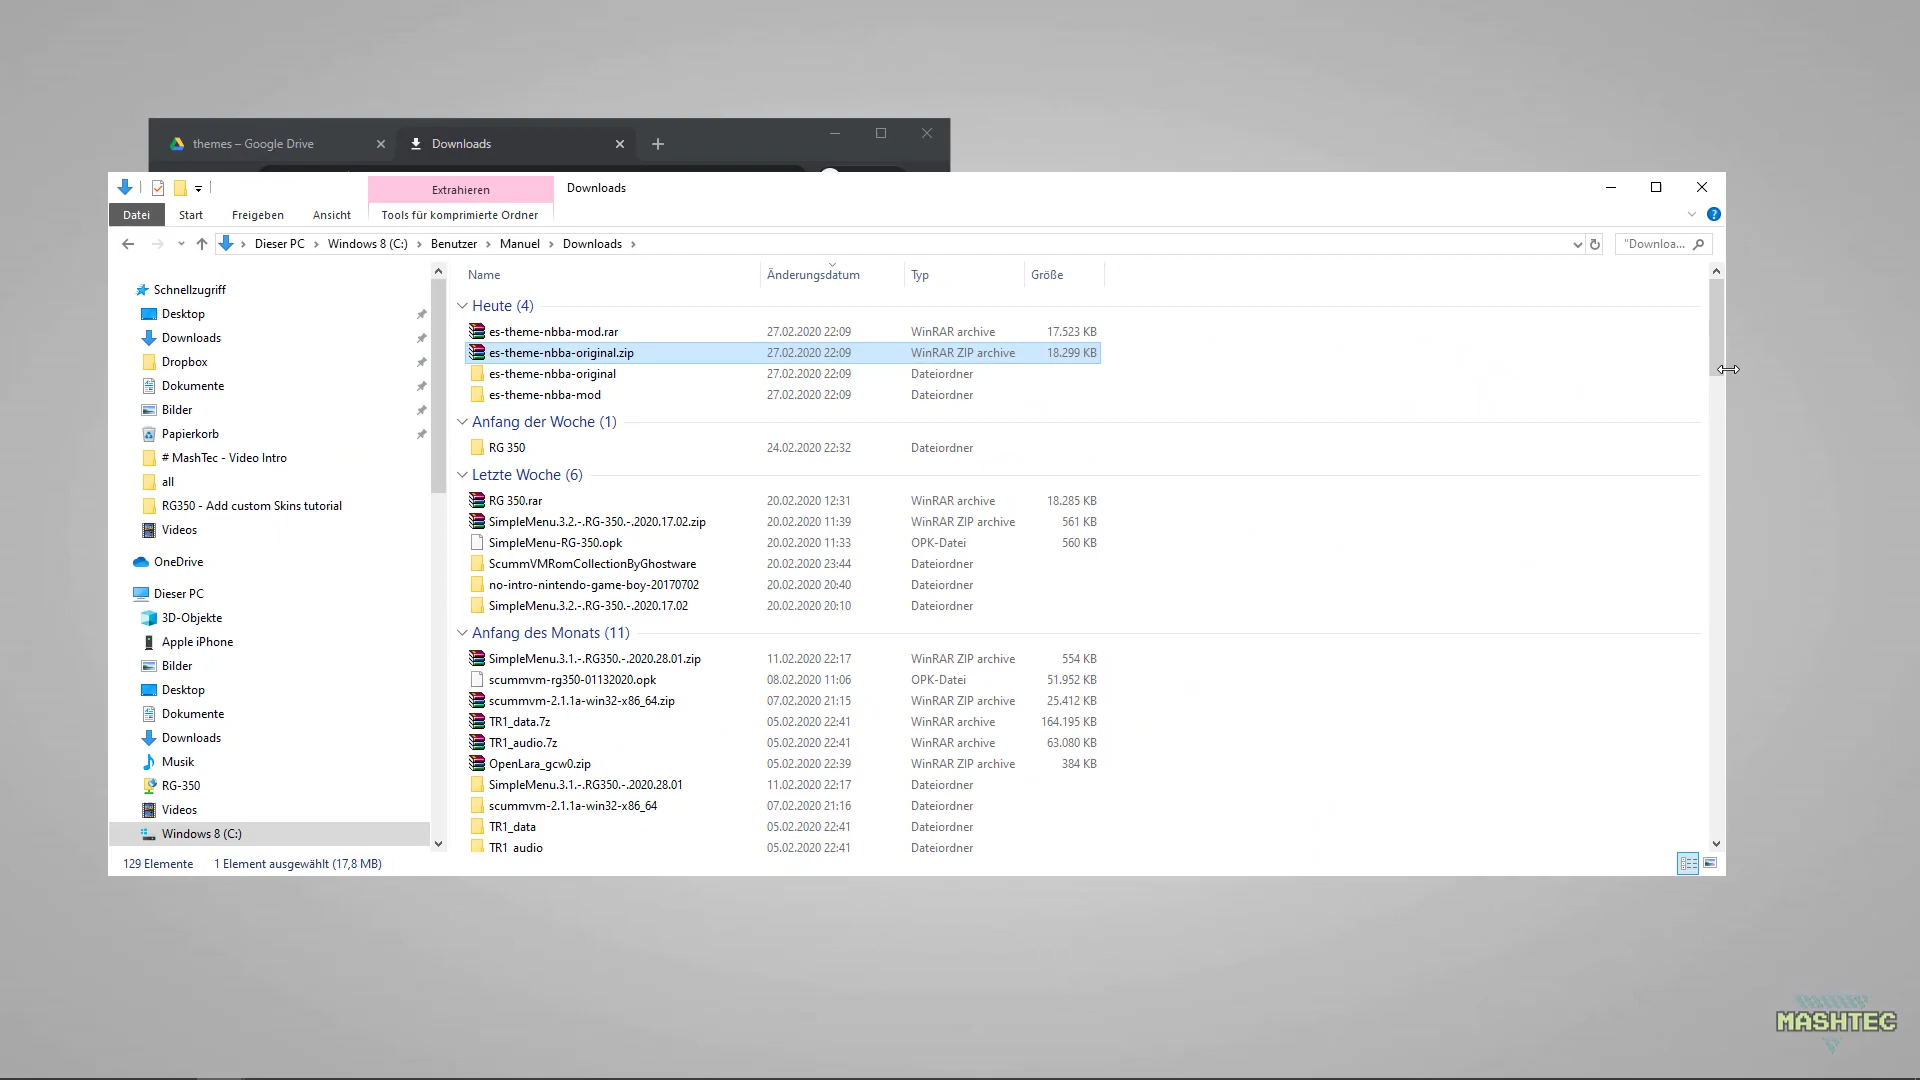 themes – Google Drive
Downloads
Extrahieren
Downloads
Datei
Start
Freigeben
Ansicht
Tools für komprimierte Ordner
Dieser PC
Windows 8 (C:)
Benutzer
Manuel
Downloads
"Downloa...
Name
Änderungsdatum
Typ
Größe
Schnellzugriff
Desktop
Downloads
Dropbox
Dokumente
Bilder
Papierkorb
# MashTec - Video Intro
all
RG350 - Add custom Skins tutorial
Videos
OneDrive
Dieser PC
3D-Objekte
Apple iPhone
Bilder
Desktop
Dokumente
Downloads
Musik
RG-350
Videos
Windows 8 (C:)
Heute (4)
es-theme-nbba-mod.rar 27.02.2020 22:09 WinRAR archive 17.523 KB
es-theme-nbba-original.zip 27.02.2020 22:09 WinRAR ZIP archive 18.299 KB
es-theme-nbba-original 27.02.2020 22:09 Dateiordner
es-theme-nbba-mod 27.02.2020 22:09 Dateiordner
Anfang der Woche (1)
RG 350 24.02.2020 22:32 Dateiordner
Letzte Woche (6)
RG 350.rar 20.02.2020 12:31 WinRAR archive 18.285 KB
SimpleMenu.3.2.-.RG-350.-.2020.17.02.zip 20.02.2020 11:39 WinRAR ZIP archive 561 KB
SimpleMenu-RG-350.opk 20.02.2020 11:33 OPK-Datei 560 KB
ScummVMRomCollectionByGhostware 20.02.2020 23:44 Dateiordner
no-intro-nintendo-game-boy-20170702 20.02.2020 20:40 Dateiordner
SimpleMenu.3.2.-.RG-350.-.2020.17.02 20.02.2020 20:10 Dateiordner
Anfang des Monats (11)
SimpleMenu.3.1.-.RG350.-.2020.28.01.zip 11.02.2020 22:17 WinRAR ZIP archive 554 KB
scummvm-rg350-01132020.opk 08.02.2020 11:06 OPK-Datei 51.952 KB
scummvm-2.1.1a-win32-x86_64.zip 07.02.2020 21:15 WinRAR ZIP archive 25.412 KB
TR1_data.7z 05.02.2020 22:41 WinRAR archive 164.195 KB
TR1_audio.7z 05.02.2020 22:41 WinRAR archive 63.080 KB
OpenLara_gcw0.zip 05.02.2020 22:39 WinRAR ZIP archive 384 KB
SimpleMenu.3.1.-.RG350.-.2020.28.01 11.02.2020 22:17 Dateiordner
scummvm-2.1.1a-win32-x86_64 07.02.2020 21:16 Dateiordner
TR1_data 05.02.2020 22:41 Dateiordner
TR1_audio 05.02.2020 22:41 Dateiordner
129 Elemente
1 Element ausgewählt (17,8 MB)
MASHTEC